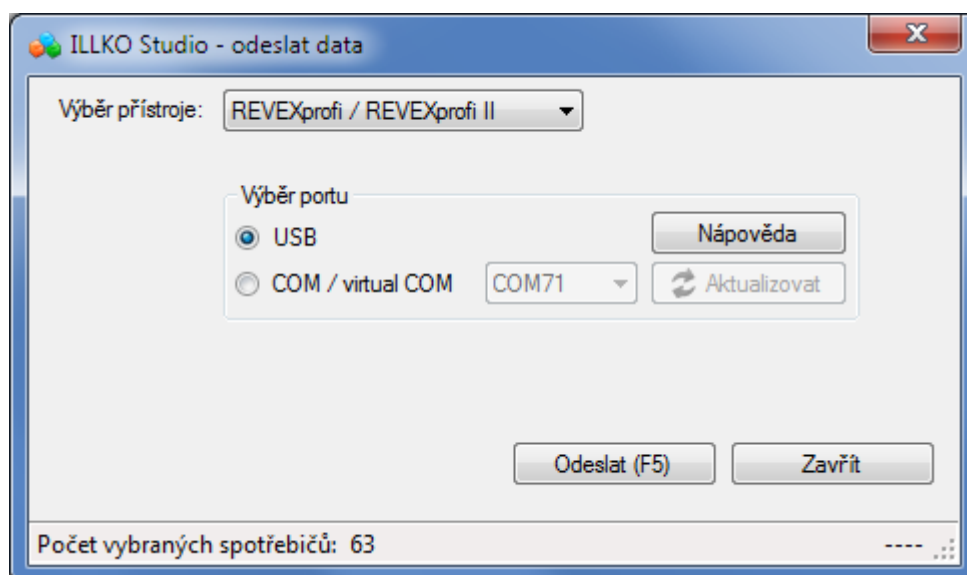 ILLKO Studio - odeslat data
Výběr přístroje: REVEXprofi / REVEXprofi II
Výběr portu
USB Nápověda
COM / virtual COM COM71 Aktualizovat
Odeslat (F5) Zavřít
Počet vybraných spotřebičů: 63 ----